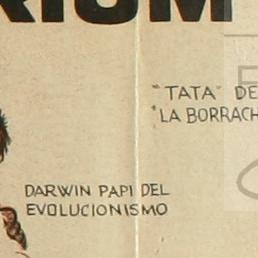 RIUM
"TATA" DE
"LA BORRACH
DARWIN PAPI DEL
EVOLUCIONISMO